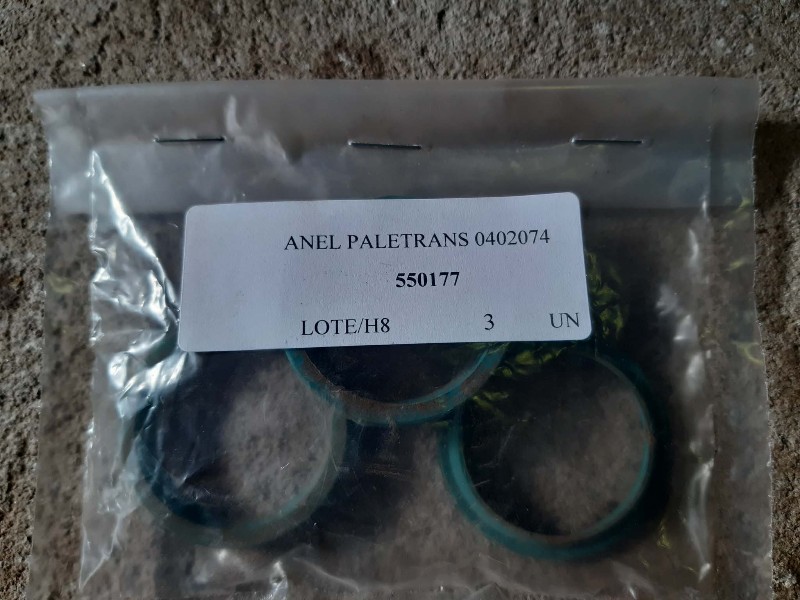 ANEL PALETRANS 0402074
550177
LOTE/H8 3 UN